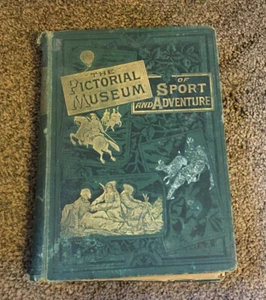 THE
PICTORIAL
MUSEUM
OF
SPORT
AND ADVENTURE